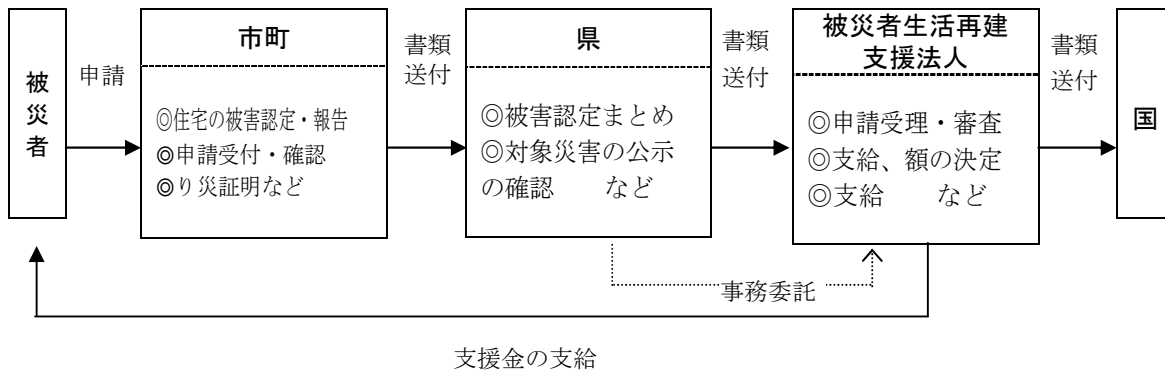 被災者
申請
市町
◎住宅の被害認定・報告
◎申請受付・確認
◎り災証明など
書類
送付
県
◎被害認定まとめ
◎対象災害の公示
の確認 など
書類
送付
被災者生活再建
支援法人
◎申請受理・審査
◎支給、額の決定
◎支給 など
書類
送付
国
事務委託
支援金の支給